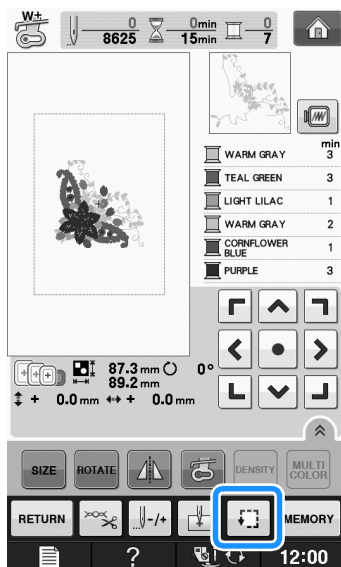 W+
0
8625
0min
15min
0
7
min
WARM GRAY 3
TEAL GREEN 3
LIGHT LILAC 1
WARM GRAY 2
CORNFLOWER
BLUE 1
PURPLE 3
87.3 mm 0°
89.2 mm
+ 0.0 mm + 0.0 mm
SIZE ROTATE DENSITY MULTI
COLOR
RETURN -/+ MEMORY
? 12:00